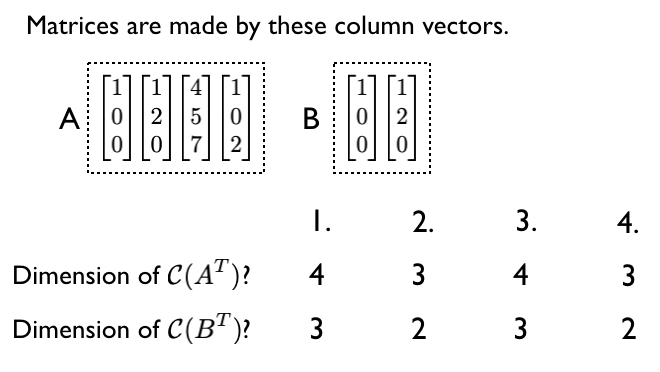 Matrices are made by these column vectors.
A [1 0 0] [1 2 0] [4 5 7] [1 0 2] B [1 0 0] [1 2 0]
1. 2. 3. 4.
Dimension of C(A^T)? 4 3 4 3
Dimension of C(B^T)? 3 2 3 2